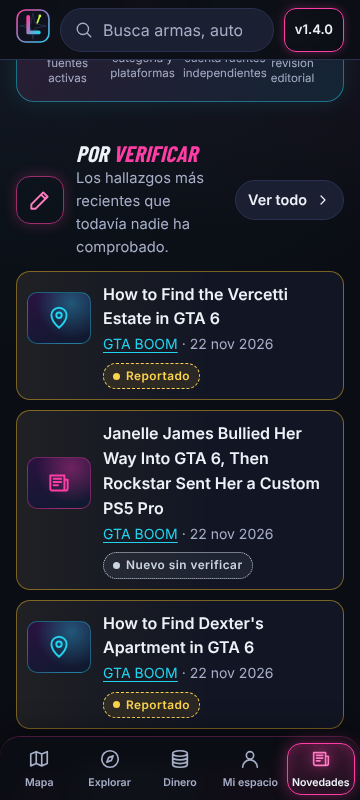 Busca armas, auto
v1.4.0
fuentes
activas
categoría y
plataformas
cuenta fuentes
independientes
revisión
editorial
POR VERIFICAR
Los hallazgos más
recientes que
todavía nadie ha
comprobado.
Ver todo
How to Find the Vercetti
Estate in GTA 6
GTA BOOM · 22 nov 2026
Reportado
Janelle James Bullied Her
Way Into GTA 6, Then
Rockstar Sent Her a Custom
PS5 Pro
GTA BOOM · 22 nov 2026
Nuevo sin verificar
How to Find Dexter's
Apartment in GTA 6
GTA BOOM · 22 nov 2026
Reportado
Mapa
Explorar
Dinero
Mi espacio
Novedades